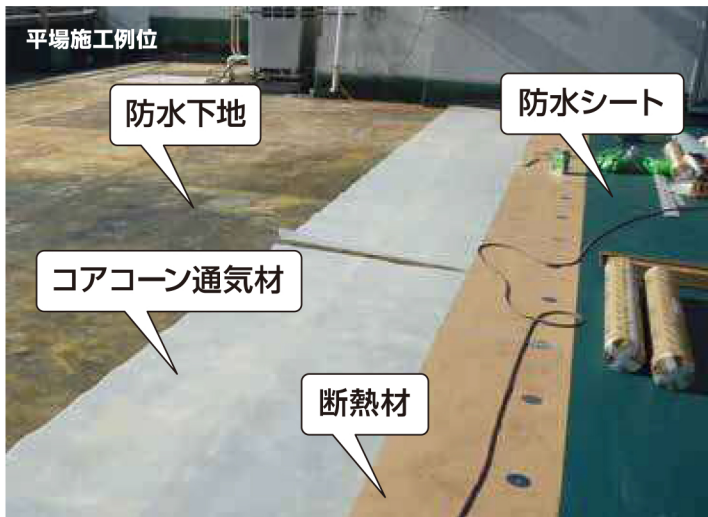 平場施工例位
防水下地
防水シート
コアコーン通気材
断熱材